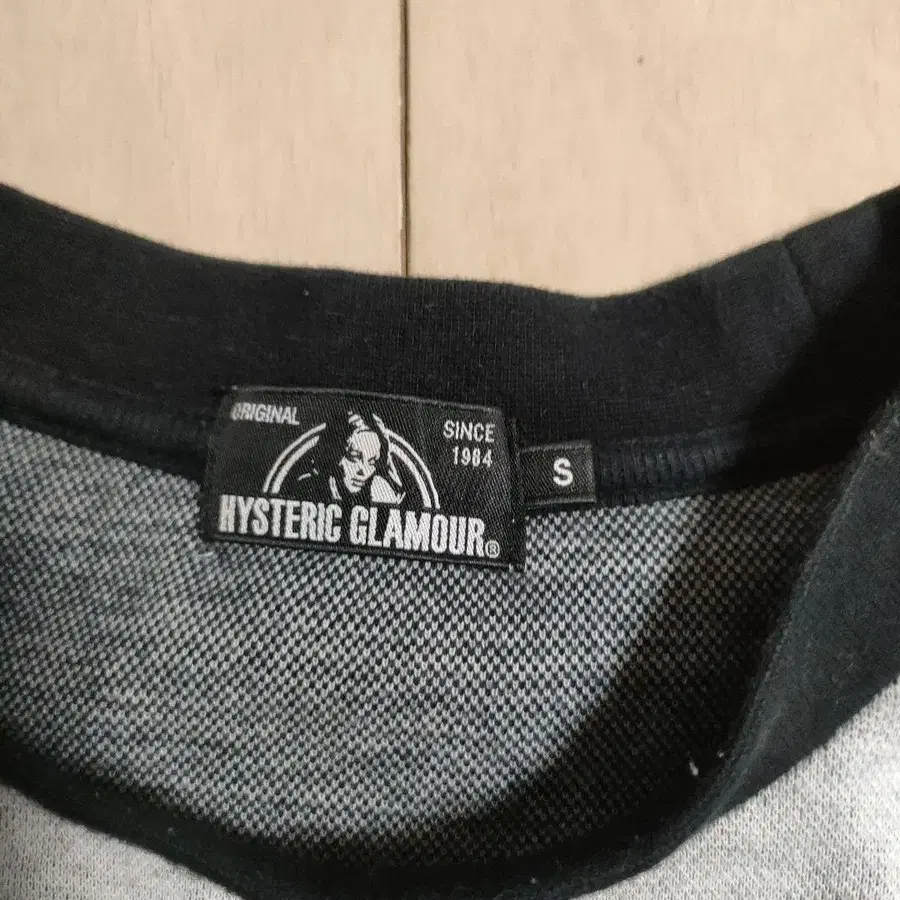 ORIGINAL
SINCE
1984
HYSTERIC GLAMOUR®
S